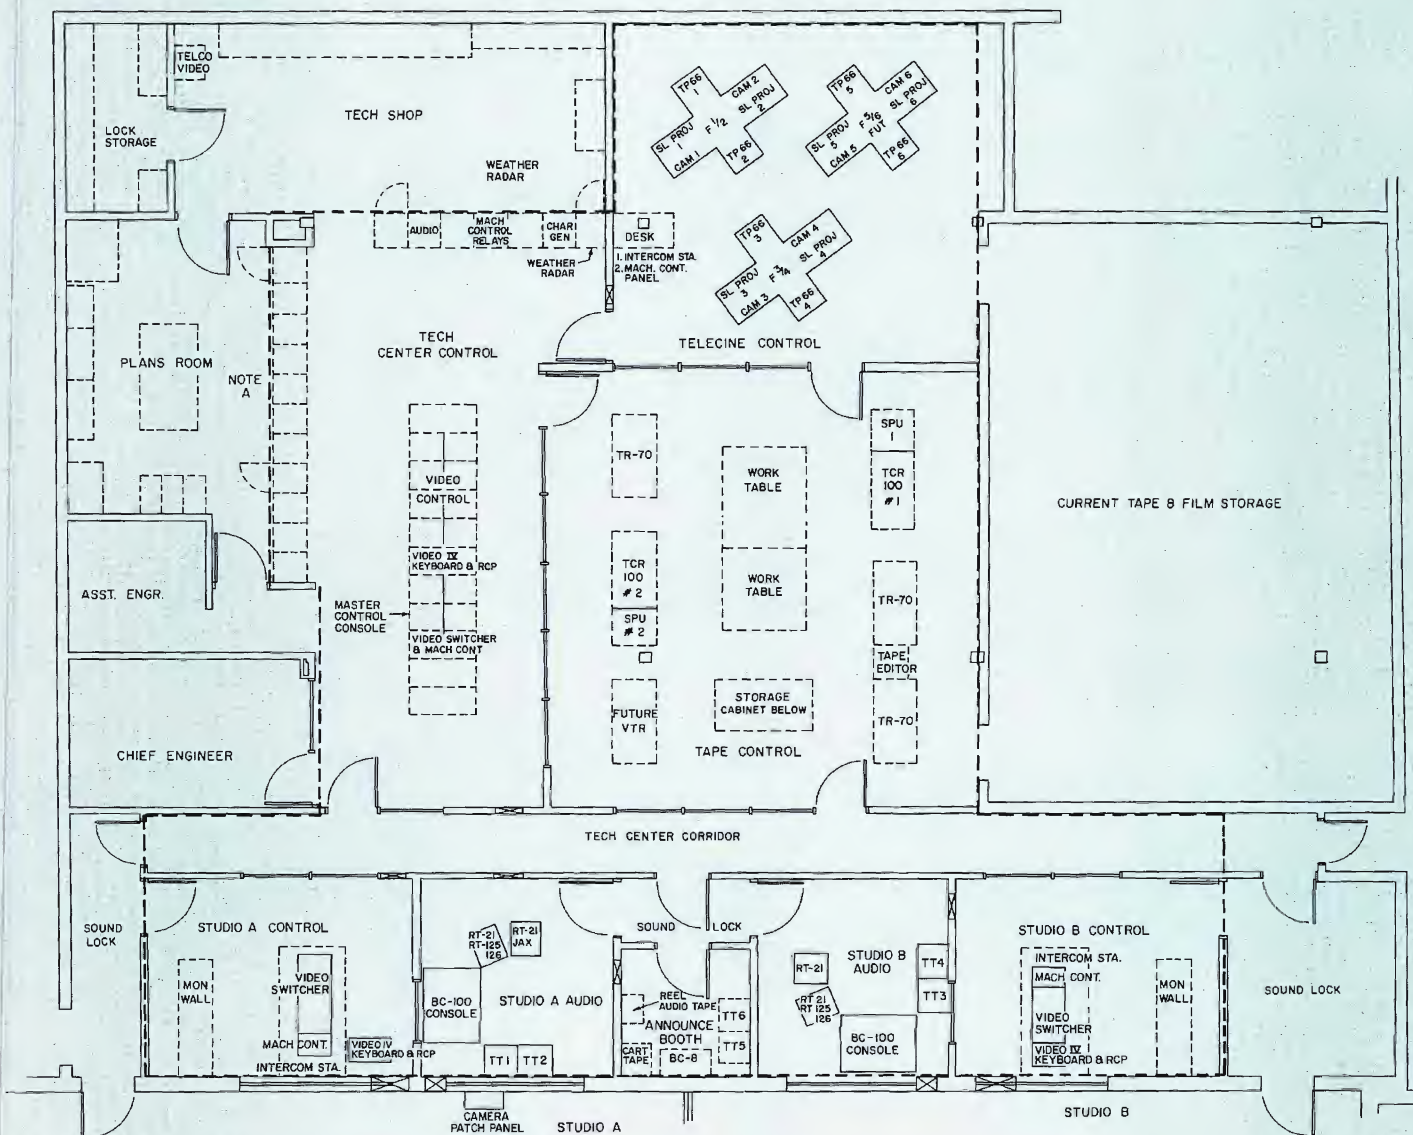 TELCO
VIDEO
LOCK
STORAGE
TECH SHOP
WEATHER
RADAR
AUDIO
MACH
CONTROL
RELAYS
CHAR
GEN
WEATHER
RADAR
DESK
1. INTERCOM STA.
2. MACH. CONT.
PANEL
TP66
1
CAM 2
SL PROJ
2
F 1/2
SL PROJ
1
CAM 1
TP66
2
TP66
5
CAM 6
SL PROJ
6
F 5/6
FUT
SL PROJ
5
CAM 5
TP66
6
TP66
3
CAM 4
SL PROJ
4
F 3/4
SL PROJ
3
CAM 3
TP66
4
TELECINE CONTROL
TECH
CENTER CONTROL
PLANS ROOM
NOTE
A
VIDEO
CONTROL
VIDEO IV
KEYBOARD & RCP
MASTER
CONTROL
CONSOLE
VIDEO SWITCHER
& MACH CONT
ASST. ENGR.
CHIEF ENGINEER
TR-70
WORK
TABLE
SPU
1
TCR
100
#1
TCR
100
#2
SPU
#2
WORK
TABLE
TR-70
TAPE
EDITOR
TR-70
FUTURE
VTR
STORAGE
CABINET BELOW
TAPE CONTROL
CURRENT TAPE 8 FILM STORAGE
TECH CENTER CORRIDOR
SOUND
LOCK
STUDIO A CONTROL
MON
WALL
VIDEO
SWITCHER
MACH CONT.
INTERCOM STA.
VIDEO IV
KEYBOARD & RCP
RT-21
RT-125
126
RT-21
JAX
BC-100
CONSOLE
STUDIO A AUDIO
TT1
TT2
SOUND LOCK
REEL
AUDIO TAPE
ANNOUNCE
BOOTH
CART
TAPE
BC-8
TT6
TT5
RT-21
RT 21
RT 125
126
STUDIO B
AUDIO
TT4
TT3
BC-100
CONSOLE
STUDIO B CONTROL
INTERCOM STA.
MACH CONT.
VIDEO
SWITCHER
VIDEO IV
KEYBOARD & RCP
MON
WALL
SOUND LOCK
CAMERA
PATCH PANEL
STUDIO A
STUDIO B